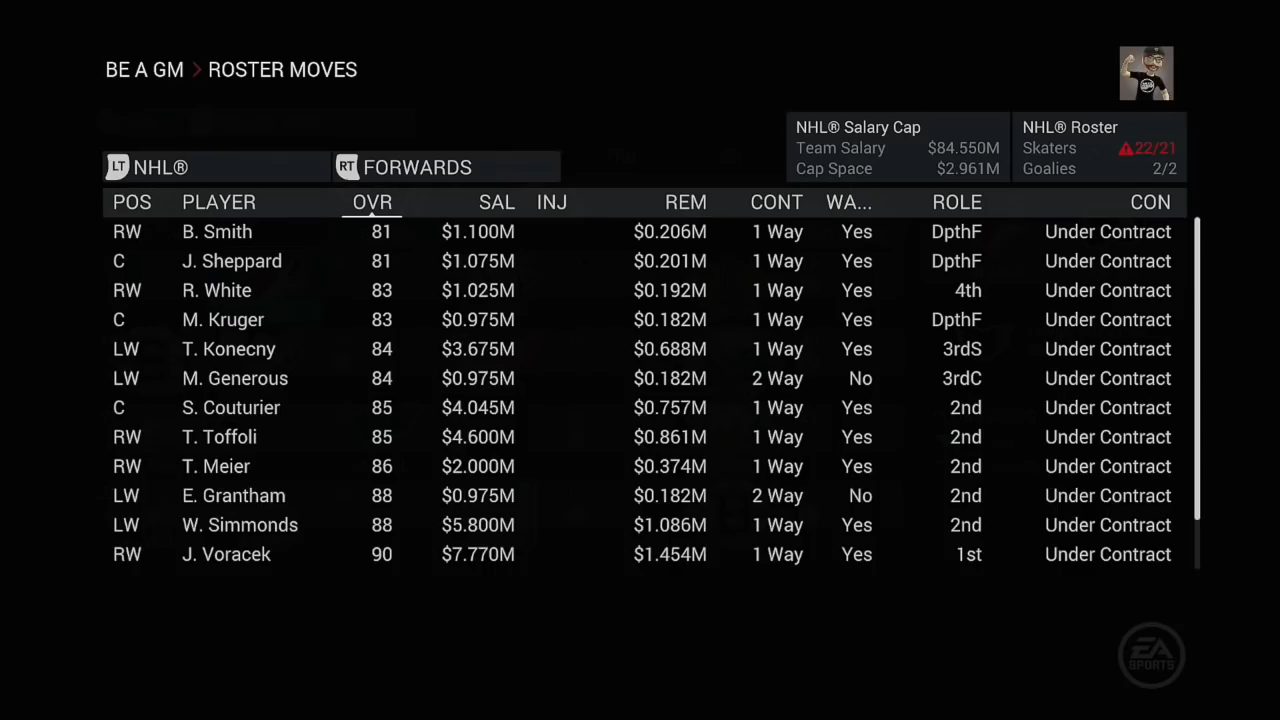 BE A GM > ROSTER MOVES
NHL® Salary Cap
Team Salary $84.550M
Cap Space $2.961M
NHL® Roster
Skaters 22/21
Goalies 2/2
LT NHL® RT FORWARDS
POS PLAYER OVR SAL INJ REM CONT WA... ROLE CON
RW B. Smith 81 $1.100M $0.206M 1 Way Yes DpthF Under Contract
C J. Sheppard 81 $1.075M $0.201M 1 Way Yes DpthF Under Contract
RW R. White 83 $1.025M $0.192M 1 Way Yes 4th Under Contract
C M. Kruger 83 $0.975M $0.182M 1 Way Yes DpthF Under Contract
LW T. Konecny 84 $3.675M $0.688M 1 Way Yes 3rdS Under Contract
LW M. Generous 84 $0.975M $0.182M 2 Way No 3rdC Under Contract
C S. Couturier 85 $4.045M $0.757M 1 Way Yes 2nd Under Contract
RW T. Toffoli 85 $4.600M $0.861M 1 Way Yes 2nd Under Contract
RW T. Meier 86 $2.000M $0.374M 1 Way Yes 2nd Under Contract
LW E. Grantham 88 $0.975M $0.182M 2 Way No 2nd Under Contract
LW W. Simmonds 88 $5.800M $1.086M 1 Way Yes 2nd Under Contract
RW J. Voracek 90 $7.770M $1.454M 1 Way Yes 1st Under Contract
EA
SPORTS